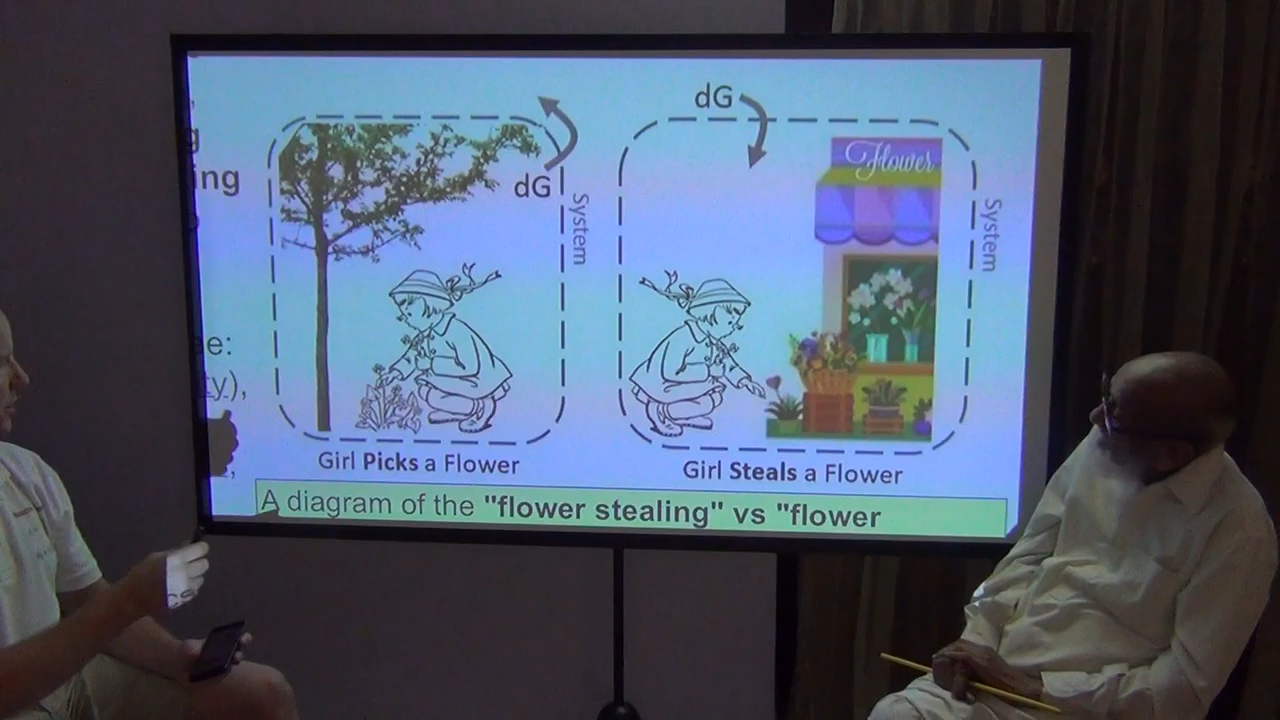 g
ing
e:
ty),
dG
System
Girl Picks a Flower
dG
Flower
System
Girl Steals a Flower
A diagram of the "flower stealing" vs "flower